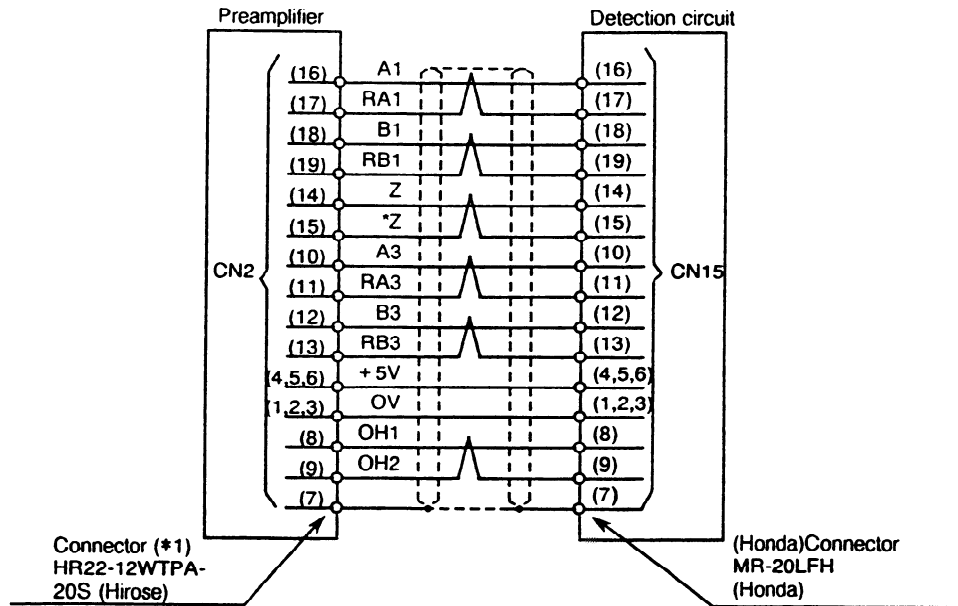 Preamplifier Detection circuit
(16) A1 (16)
(17) RA1 (17)
(18) B1 (18)
(19) RB1 (19)
(14) Z (14)
(15) *Z (15)
(10) A3 (10)
CN2 CN15
(11) RA3 (11)
(12) B3 (12)
(13) RB3 (13)
(4,5,6) +5V (4,5,6)
(1,2,3) OV (1,2,3)
(8) OH1 (8)
(9) OH2 (9)
(7) (7)
Connector (*1)
HR22-12WTPA-
20S (Hirose)
(Honda)Connector
MR-20LFH
(Honda)